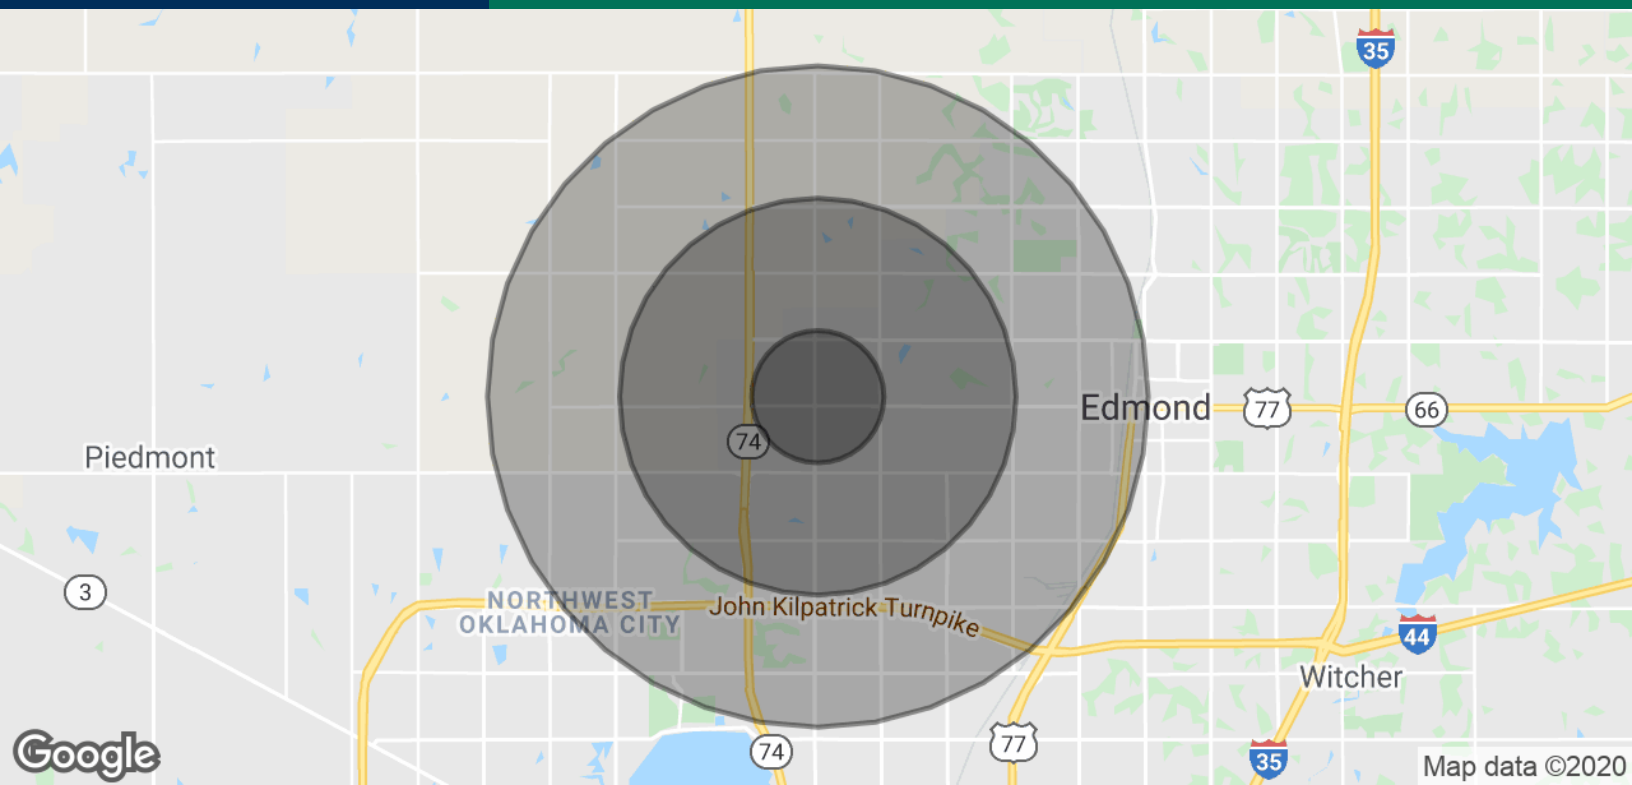 35
Edmond
77
66
74
Piedmont
3
NORTHWEST
OKLAHOMA CITY
John Kilpatrick Turnpike
44
Witcher
77
74
35
Google
Map data ©2020